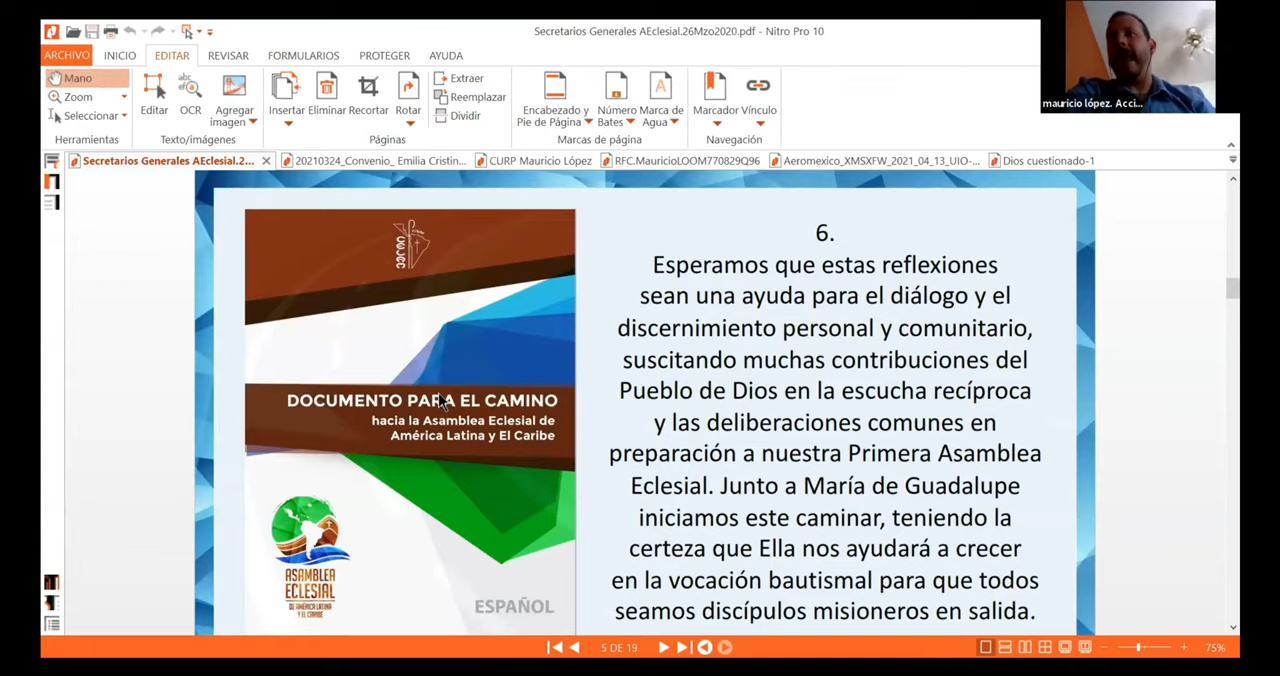 Secretarios Generales AEclesial.26Mzo2020.pdf - Nitro Pro 10
ARCHIVO INICIO EDITAR REVISAR FORMULARIOS PROTEGER AYUDA
Mano
Zoom
Seleccionar
Herramientas
Editar
OCR
Agregar
imagen
Texto/imágenes
Insertar
Eliminar
Recortar
Rotar
Extraer
Reemplazar
Dividir
Páginas
Encabezado y
Pie de Página
Número
Bates
Marca de
Agua
Marcas de página
Marcador
Vínculo
Navegación
mauricio lópez. Acci...
Secretarios Generales AEclesial.2...
20210324_Convenio_ Emilia Cristin...
CURP Mauricio López
RFC.MauricioLOOM770829Q96
Aeromexico_XMSXFW_2021_04_13_UIO-...
Dios cuestionado-1
celam
DOCUMENTO PARA EL CAMINO
hacia la Asamblea Eclesial de
América Latina y El Caribe
ASAMBLEA
ECLESIAL
DE AMÉRICA LATINA
Y EL CARIBE
ESPAÑOL
6.
Esperamos que estas reflexiones
sean una ayuda para el diálogo y el
discernimiento personal y comunitario,
suscitando muchas contribuciones del
Pueblo de Dios en la escucha recíproca
y las deliberaciones comunes en
preparación a nuestra Primera Asamblea
Eclesial. Junto a María de Guadalupe
iniciamos este caminar, teniendo la
certeza que Ella nos ayudará a crecer
en la vocación bautismal para que todos
seamos discípulos misioneros en salida.
5 DE 19
75%